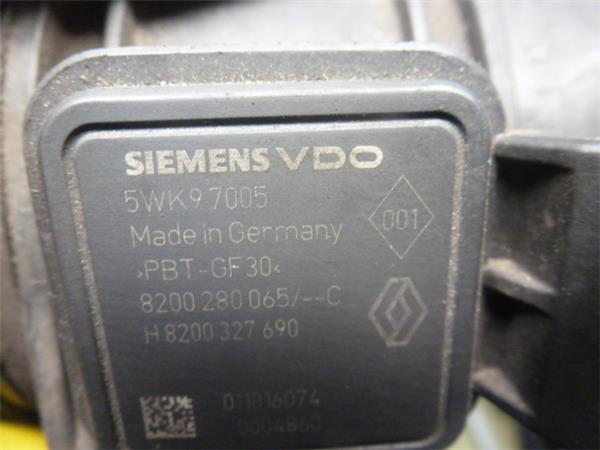 SIEMENS VDO
5WK9 7005
001
Made in Germany
>PBT-GF30<
8200 280 065/--C
H 8200 327 690
011016074
0004860